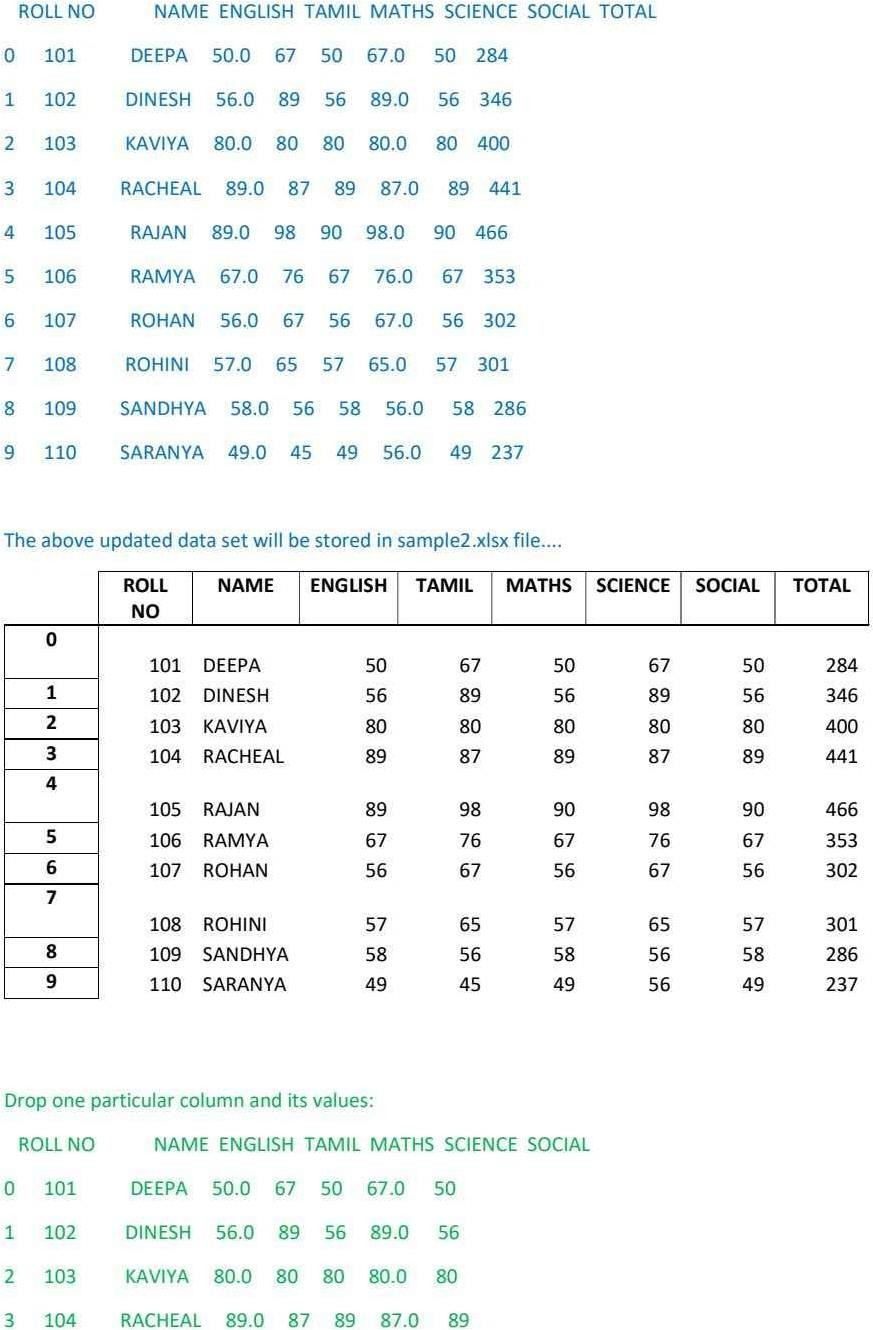 ROLL NO NAME ENGLISH TAMIL MATHS SCIENCE SOCIAL TOTAL
0 101 DEEPA 50.0 67 50 67.0 50 284
1 102 DINESH 56.0 89 56 89.0 56 346
2 103 KAVIYA 80.0 80 80 80.0 80 400
3 104 RACHEAL 89.0 87 89 87.0 89 441
4 105 RAJAN 89.0 98 90 98.0 90 466
5 106 RAMYA 67.0 76 67 76.0 67 353
6 107 ROHAN 56.0 67 56 67.0 56 302
7 108 ROHINI 57.0 65 57 65.0 57 301
8 109 SANDHYA 58.0 56 58 56.0 58 286
9 110 SARANYA 49.0 45 49 56.0 49 237
The above updated data set will be stored in sample2.xlsx file....
ROLL NO NAME ENGLISH TAMIL MATHS SCIENCE SOCIAL TOTAL
0 101 DEEPA 50 67 50 67 50 284
1 102 DINESH 56 89 56 89 56 346
2 103 KAVIYA 80 80 80 80 80 400
3 104 RACHEAL 89 87 89 87 89 441
4 105 RAJAN 89 98 90 98 90 466
5 106 RAMYA 67 76 67 76 67 353
6 107 ROHAN 56 67 56 67 56 302
7 108 ROHINI 57 65 57 65 57 301
8 109 SANDHYA 58 56 58 56 58 286
9 110 SARANYA 49 45 49 56 49 237
Drop one particular column and its values:
ROLL NO NAME ENGLISH TAMIL MATHS SCIENCE SOCIAL
0 101 DEEPA 50.0 67 50 67.0 50
1 102 DINESH 56.0 89 56 89.0 56
2 103 KAVIYA 80.0 80 80 80.0 80
3 104 RACHEAL 89.0 87 89 87.0 89